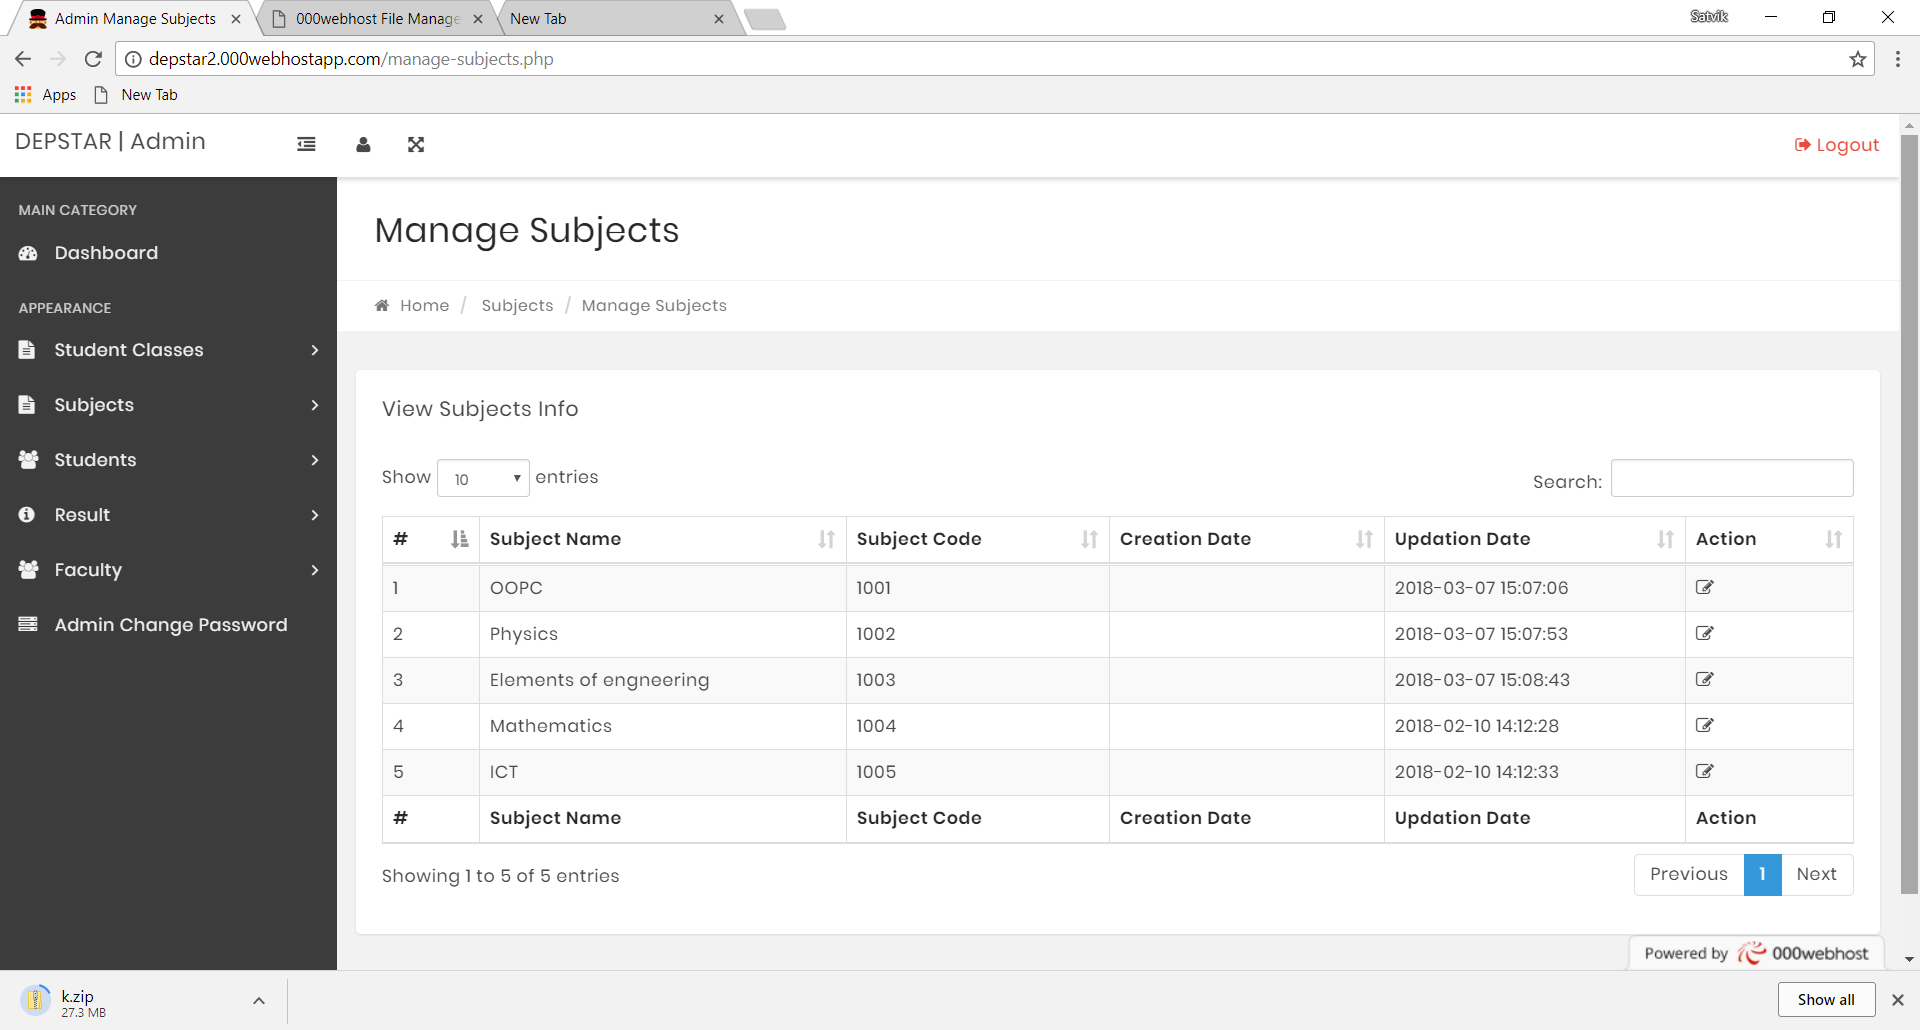 Admin Manage Subjects
000webhost File Manage
New Tab
Satvik
depstar2.000webhostapp.com/manage-subjects.php
Apps
New Tab
DEPSTAR | Admin
Logout
MAIN CATEGORY
Dashboard
APPEARANCE
Student Classes
Subjects
Students
Result
Faculty
Admin Change Password
Manage Subjects
Home / Subjects / Manage Subjects
View Subjects Info
Show 10 entries
Search:
# Subject Name Subject Code Creation Date Updation Date Action
1 OOPC 1001 2018-03-07 15:07:06
2 Physics 1002 2018-03-07 15:07:53
3 Elements of engneering 1003 2018-03-07 15:08:43
4 Mathematics 1004 2018-02-10 14:12:28
5 ICT 1005 2018-02-10 14:12:33
# Subject Name Subject Code Creation Date Updation Date Action
Showing 1 to 5 of 5 entries
Previous 1 Next
Powered by 000webhost
k.zip
27.3 MB
Show all